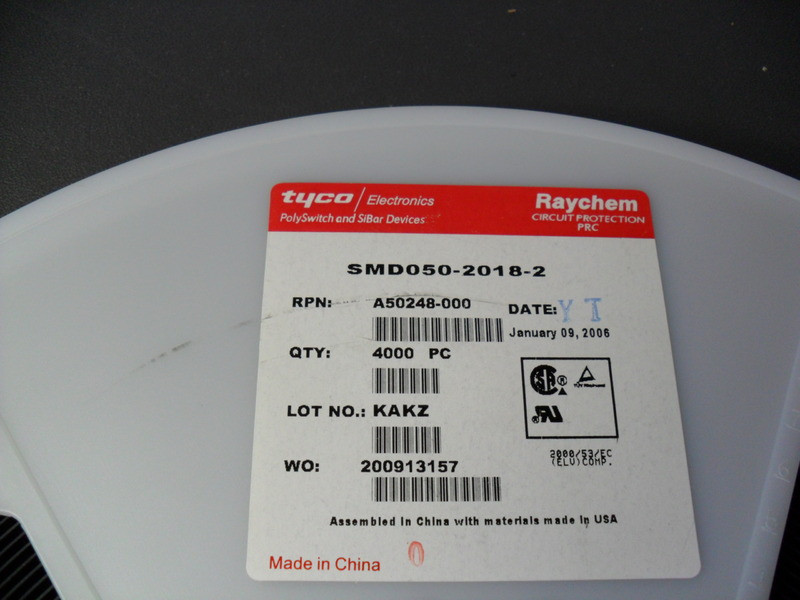 tyco / Electronics
PolySwitch and SiBar Devices
Raychem
CIRCUIT PROTECTION
PRC
SMD050-2018-2
RPN: A50248-000
DATE: Y I
January 09, 2006
QTY: 4000 PC
LOT NO.: KAKZ
WO: 200913157
2000/53/EC
(ELV)COMP.
Assembled in China with materials made in USA
Made in China